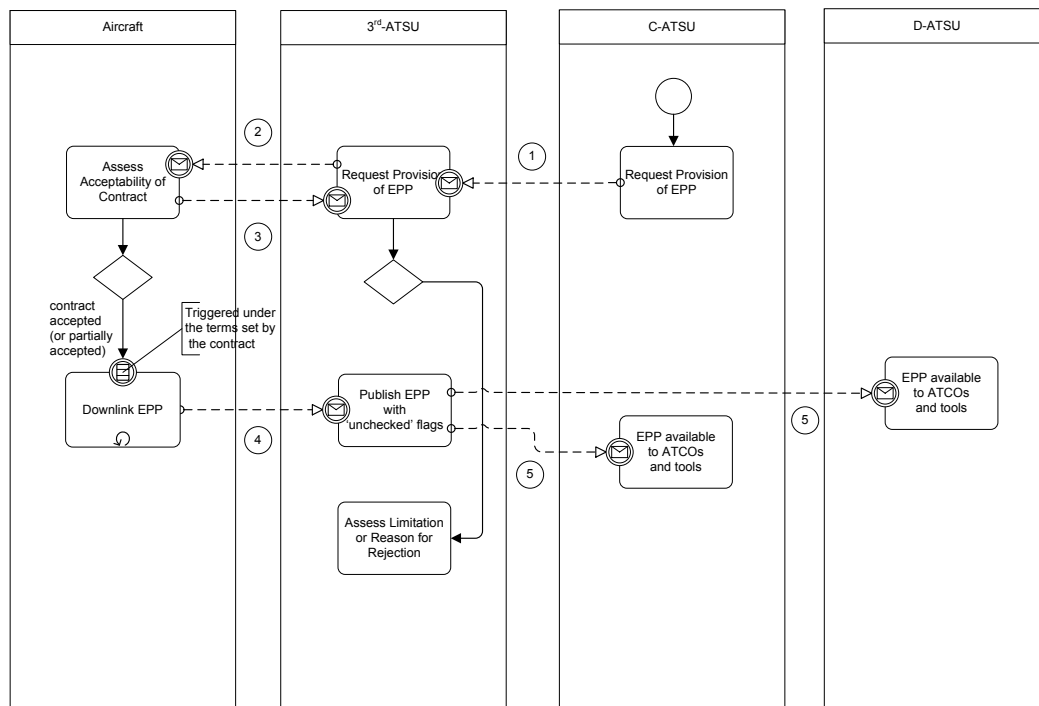 Aircraft
3rd-ATSU
C-ATSU
D-ATSU
2
1
Assess
Acceptability of
Contract
Request Provision
of EPP
Request Provision
of EPP
3
contract
accepted
(or partially
accepted)
Triggered under
the terms set by
the contract
Downlink EPP
4
Publish EPP
with
‘unchecked’ flags
EPP available
to ATCOs
and tools
5
EPP available
to ATCOs
and tools
5
Assess Limitation
or Reason for
Rejection